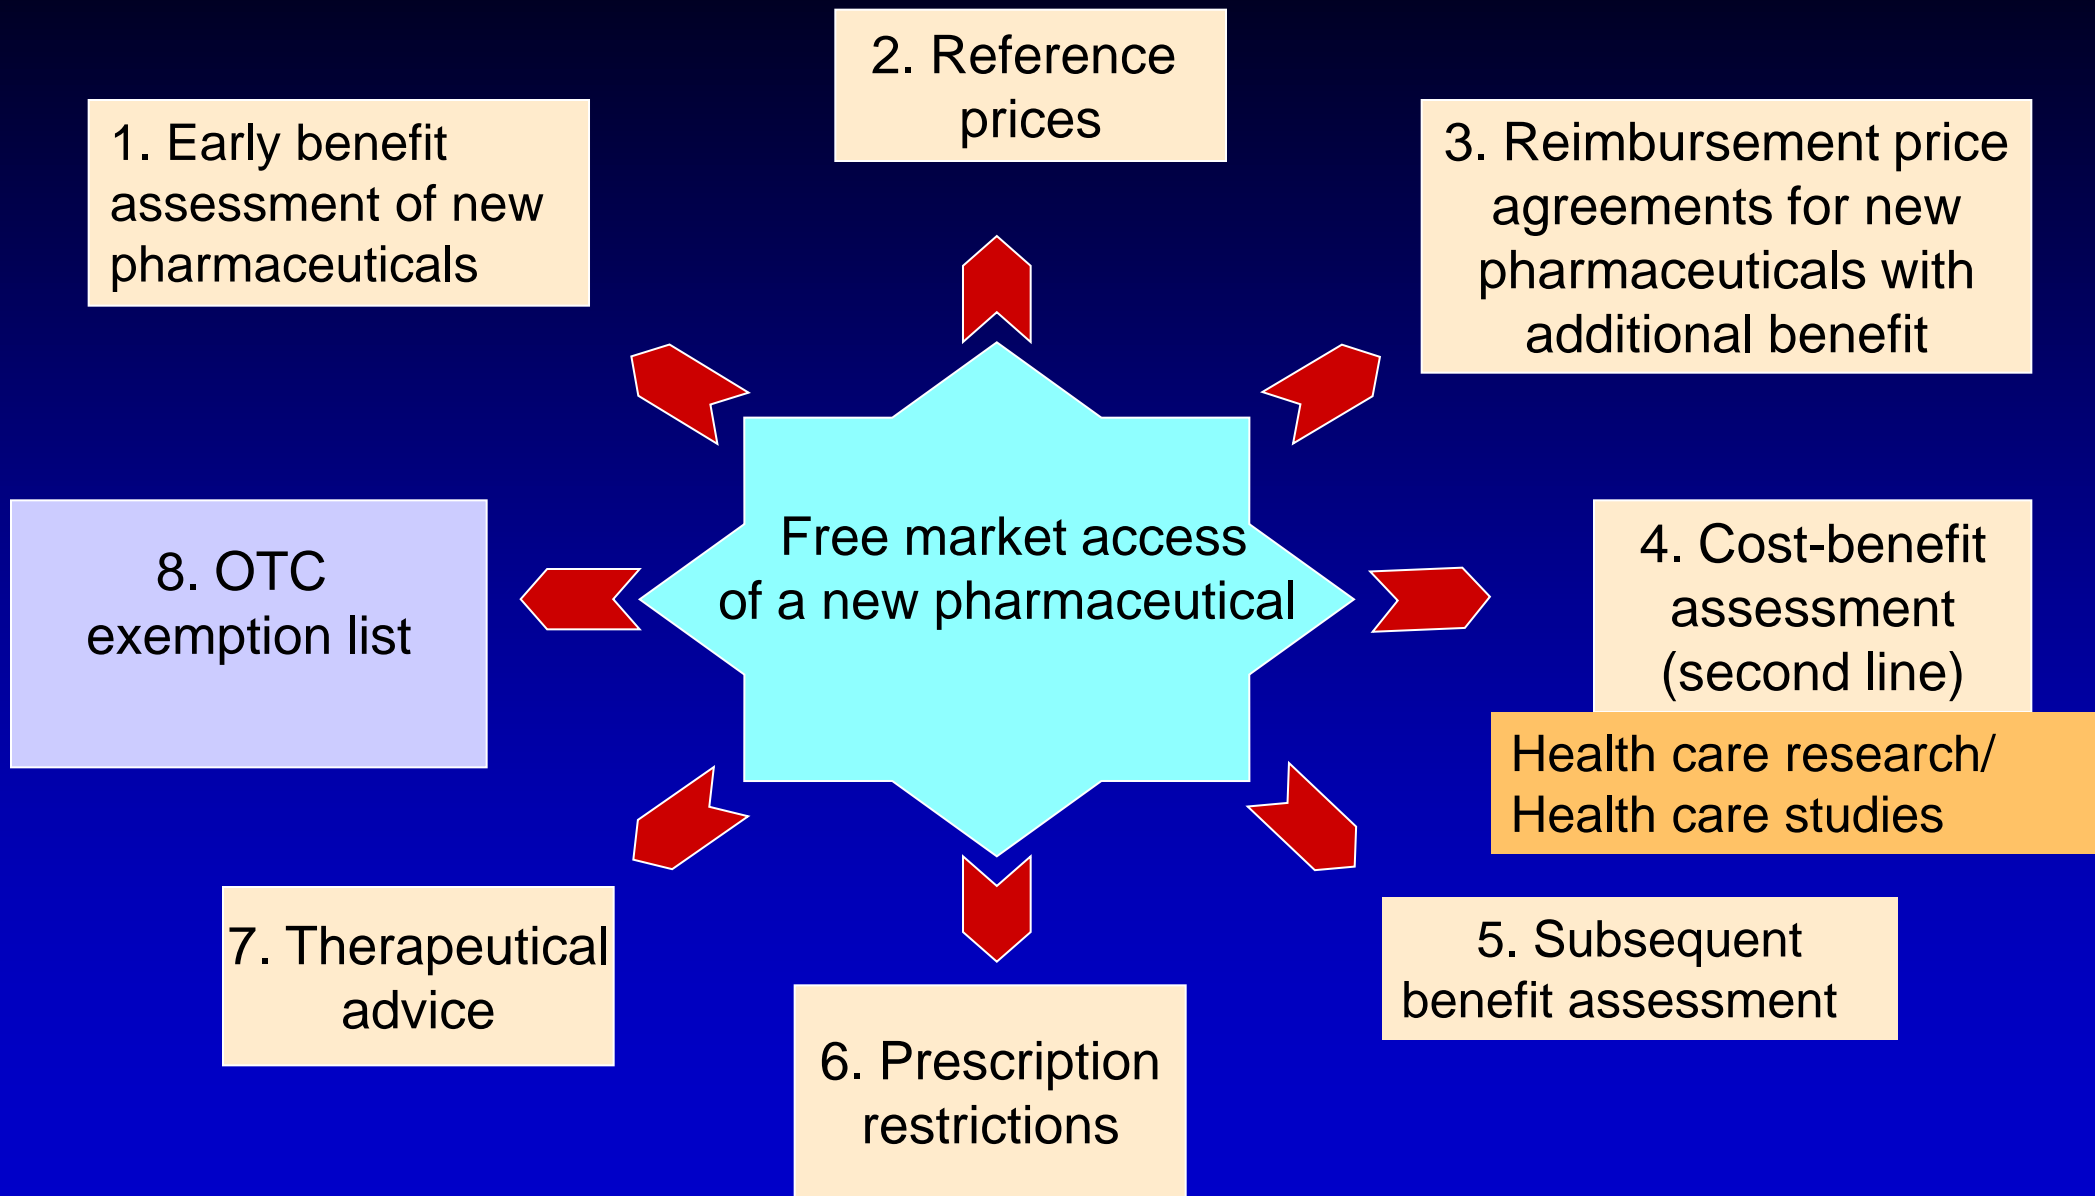 1. Early benefit
assessment of new
pharmaceuticals
2. Reference
prices
3. Reimbursement price
agreements for new
pharmaceuticals with
additional benefit
Free market access
of a new pharmaceutical
4. Cost-benefit
assessment
(second line)
Health care research/
Health care studies
5. Subsequent
benefit assessment
6. Prescription
restrictions
7. Therapeutical
advice
8. OTC
exemption list